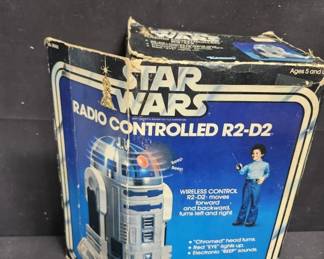 STAR
WARS
RADIO CONTROLLED R2-D2
Ages 5 and
WIRELESS CONTROL
R2-D2 moves
forward
and backward,
turns left and right
• "Chromed" head turns.
• Red "EYE" lights up.
• Electronic "BEEP" sounds.